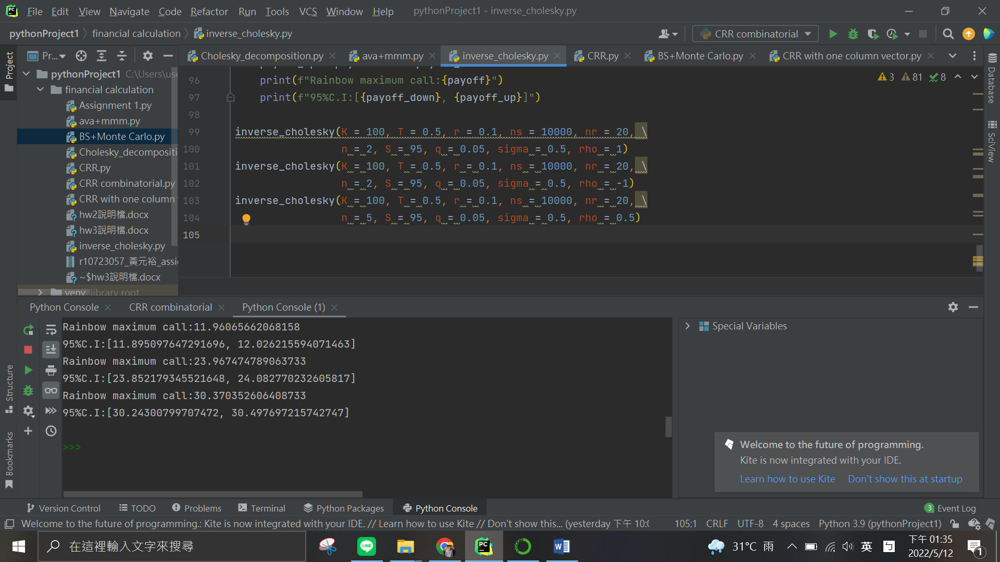 File Edit View Navigate Code Refactor Run Tools VCS Window Help pythonProject1 - inverse_cholesky.py
pythonProject1 financial calculation inverse_cholesky.py CRR combinatorial
Project
Pr...
Cholesky_decomposition.py ava+mmm.py inverse_cholesky.py CRR.py BS+Monte Carlo.py CRR with one column vector.py
pythonProject1 C:\Users\use
financial calculation
Assignment 1.py
ava+mmm.py
BS+Monte Carlo.py
Cholesky_decompositi
CRR.py
CRR combinatorial.py
CRR with one column
hw2說明檔.docx
hw3說明檔.docx
inverse_cholesky.py
r10723057_黃元裕_assi
~$hw3說明檔.docx
venv library root
3 81 8
96 print(f"Rainbow maximum call:{payoff}")
97 print(f"95%C.I:[{payoff_down}, {payoff_up}]")
98
99 inverse_cholesky(K = 100, T = 0.5, r = 0.1, ns = 10000, nr = 20, \
100 n = 2, S = 95, q = 0.05, sigma = 0.5, rho = 1)
101 inverse_cholesky(K = 100, T = 0.5, r = 0.1, ns = 10000, nr = 20, \
102 n = 2, S = 95, q = 0.05, sigma = 0.5, rho = -1)
103 inverse_cholesky(K = 100, T = 0.5, r = 0.1, ns = 10000, nr = 20, \
104 n = 5, S = 95, q = 0.05, sigma = 0.5, rho = 0.5)
105
Database
SciView
Python Console CRR combinatorial Python Console (1)
Rainbow maximum call:11.96065662068158
95%C.I:[11.895097647291696, 12.026215594071463]
Rainbow maximum call:23.967474789063733
95%C.I:[23.852179345521648, 24.082770232605817]
Rainbow maximum call:30.370352606408733
95%C.I:[30.24300799707472, 30.497697215742747]
>>>
Special Variables
Structure
Bookmarks
Welcome to the future of programming.
Kite is now integrated with your IDE.
Learn how to use Kite Don't show this at startup
Version Control TODO Problems Terminal Python Packages Python Console 3 Event Log
Welcome to the future of programming.: Kite is now integrated with your IDE. // Learn how to use Kite // Don't show this... (yesterday 下午 10:0 105:1 CRLF UTF-8 4 spaces Python 3.9 (pythonProject1)
在這裡輸入文字來搜尋
LINE
PC
W
31°C 雨
英
ㄅ
下午 01:35
2022/5/12
1